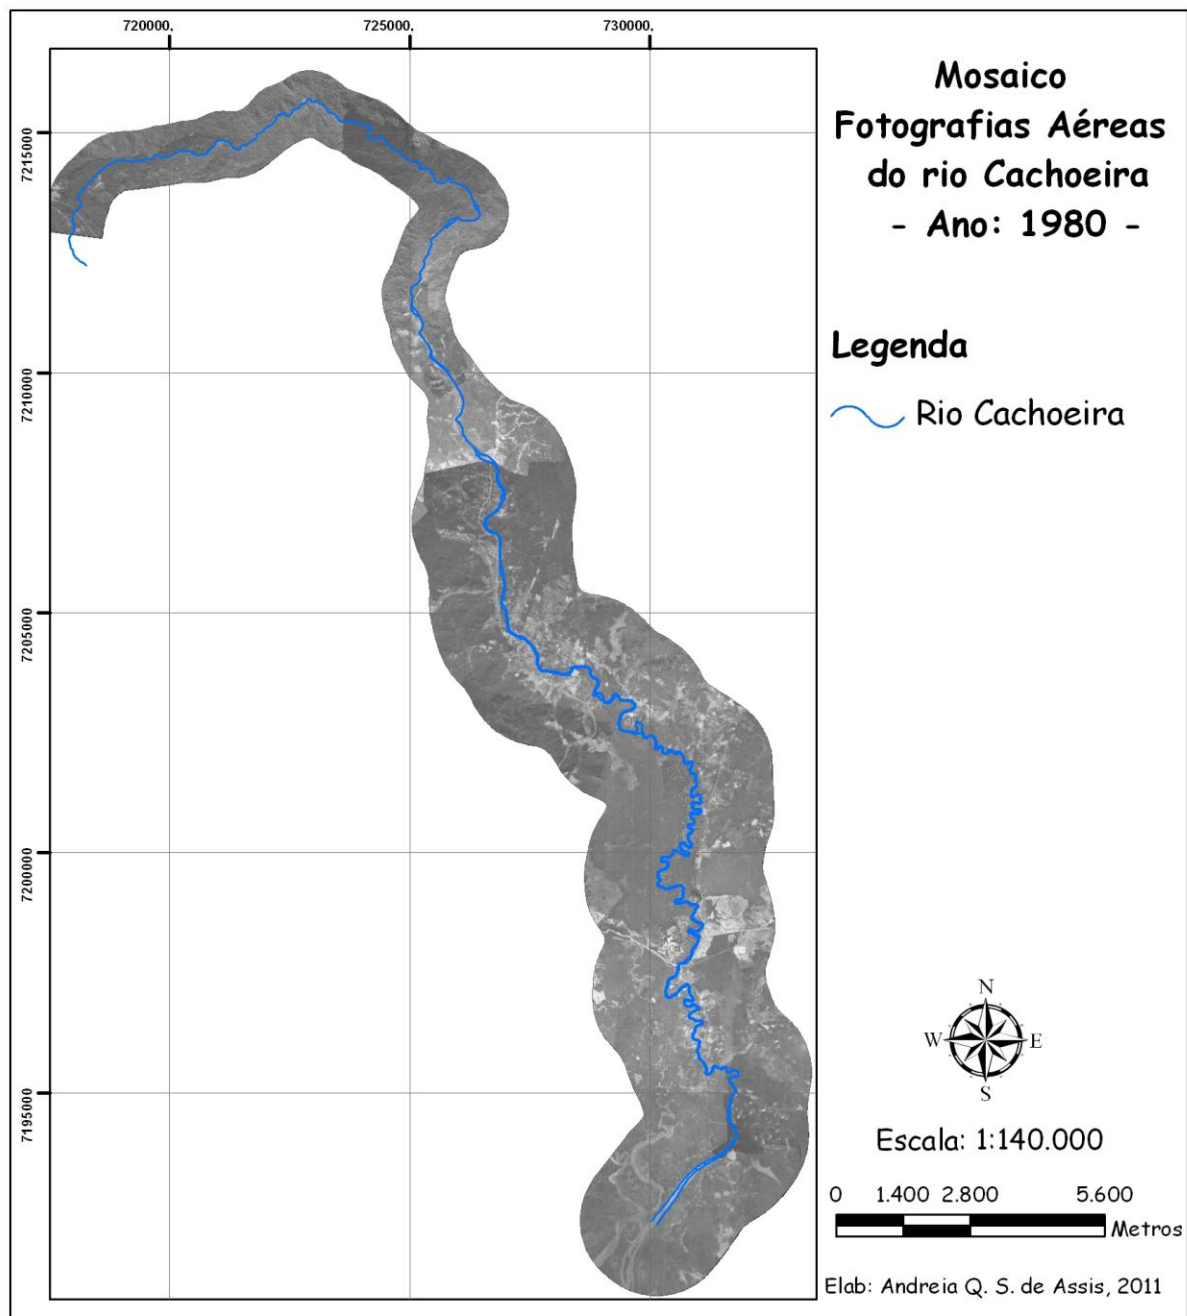 720000,
725000,
730000,
7215000
7210000
7205000
7200000
7195000
Mosaico
Fotografias Aéreas
do rio Cachoeira
- Ano: 1980 -
Legenda
Rio Cachoeira
N
W
E
S
Escala: 1:140.000
0 1.400 2.800 5.600
Metros
Elab: Andreia Q. S. de Assis, 2011